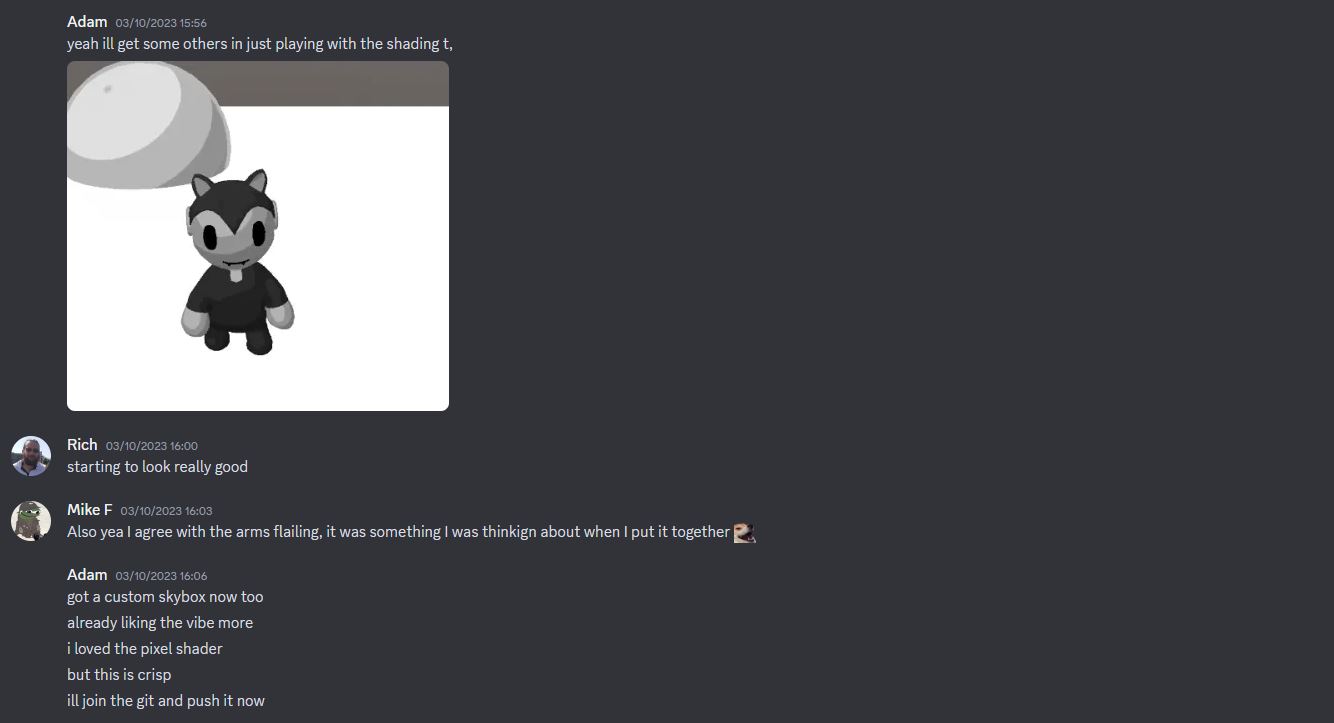 Adam 03/10/2023 15:56
yeah ill get some others in just playing with the shading t,
Rich 03/10/2023 16:00
starting to look really good
Mike F 03/10/2023 16:03
Also yea I agree with the arms flailing, it was something I was thinkign about when I put it together
Adam 03/10/2023 16:06
got a custom skybox now too
already liking the vibe more
i loved the pixel shader
but this is crisp
ill join the git and push it now